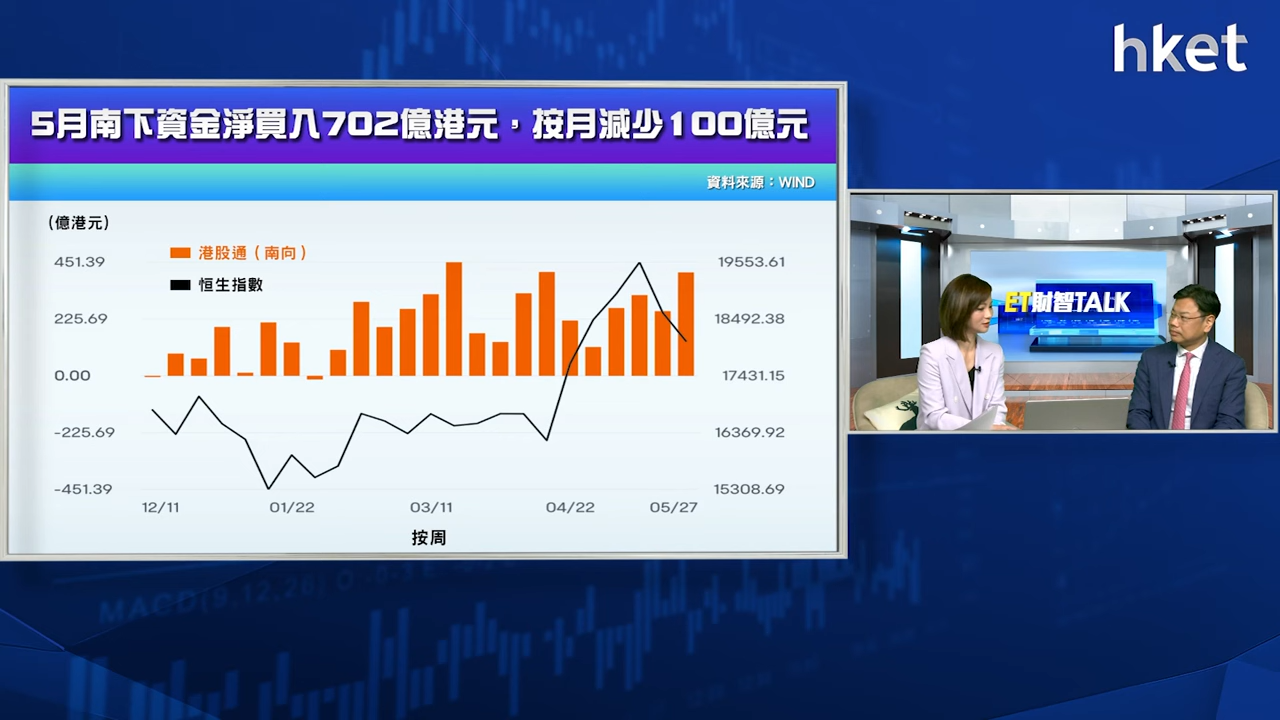 hket
5月南下資金淨買入702億港元，按月減少100億元
資料來源：WIND
(億港元)
港股通（南向）
恒生指數
451.39
225.69
0.00
-225.69
-451.39
19553.61
18492.38
17431.15
16369.92
15308.69
12/11
01/22
03/11
04/22
05/27
按周
ET財智TALK
MACD(9,12,26)